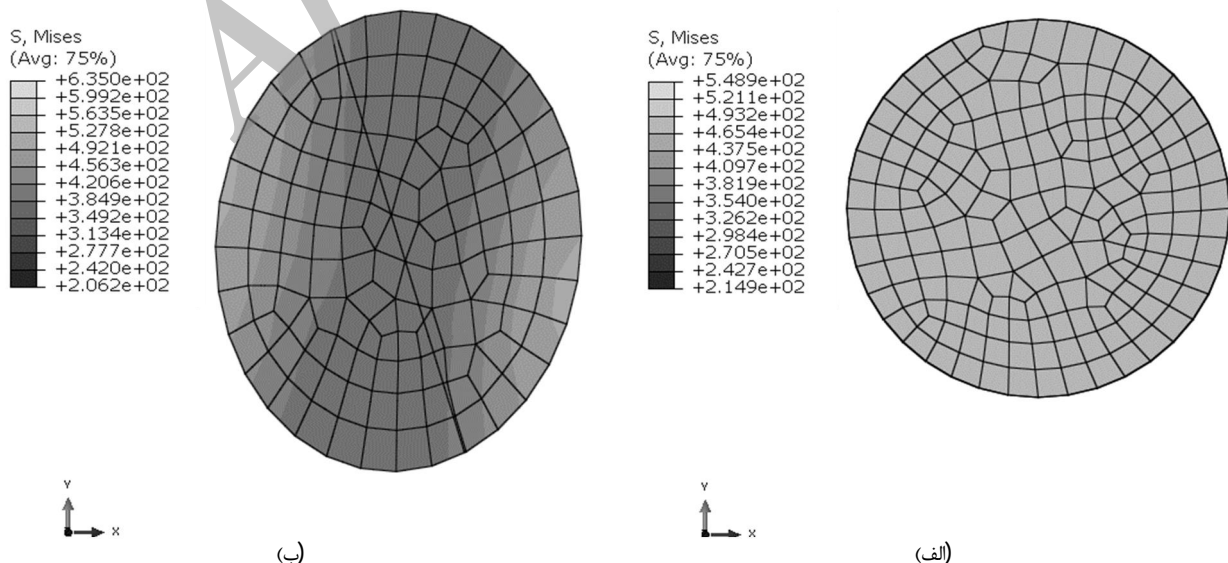 S, Mises
(Avg: 75%)
+6.350e+02
+5.992e+02
+5.635e+02
+5.278e+02
+4.921e+02
+4.563e+02
+4.206e+02
+3.849e+02
+3.492e+02
+3.134e+02
+2.777e+02
+2.420e+02
+2.062e+02
Y
X
(ب)
S, Mises
(Avg: 75%)
+5.489e+02
+5.211e+02
+4.932e+02
+4.654e+02
+4.375e+02
+4.097e+02
+3.819e+02
+3.540e+02
+3.262e+02
+2.984e+02
+2.705e+02
+2.427e+02
+2.149e+02
Y
X
(الف)